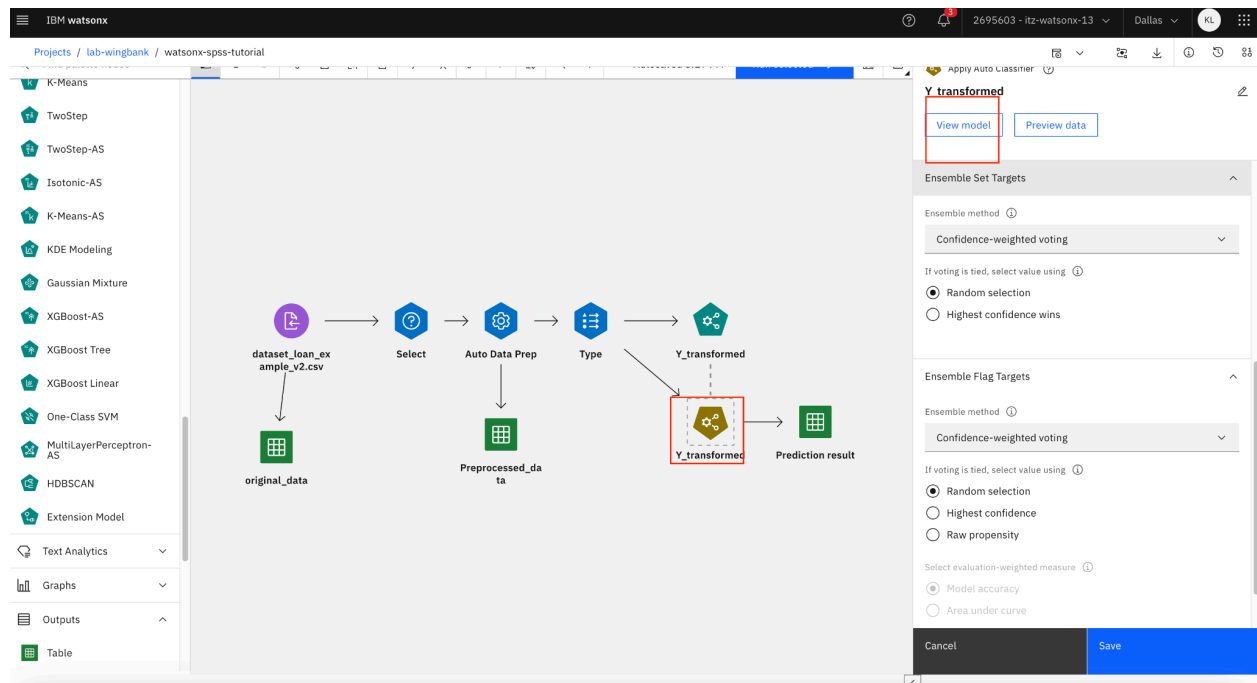 IBM watsonx
3
2695603 - itz-watsonx-13
Dallas
KL
Projects / lab-wingbank / watsonx-spss-tutorial
K-Means
TwoStep
TwoStep-AS
Isotonic-AS
K-Means-AS
KDE Modeling
Gaussian Mixture
XGBoost-AS
XGBoost Tree
XGBoost Linear
One-Class SVM
MultiLayerPerceptron-
AS
HDBSCAN
Extension Model
Text Analytics
Graphs
Outputs
Table
dataset_loan_ex
ample_v2.csv
Select
Auto Data Prep
Type
Y_transformed
original_data
Preprocessed_da
ta
Y_transformed
Prediction result
Apply Auto Classifier
Y_transformed
View model
Preview data
Ensemble Set Targets
Ensemble method
Confidence-weighted voting
If voting is tied, select value using
Random selection
Highest confidence wins
Ensemble Flag Targets
Ensemble method
Confidence-weighted voting
If voting is tied, select value using
Random selection
Highest confidence
Raw propensity
Select evaluation-weighted measure
Model accuracy
Area under curve
Cancel
Save